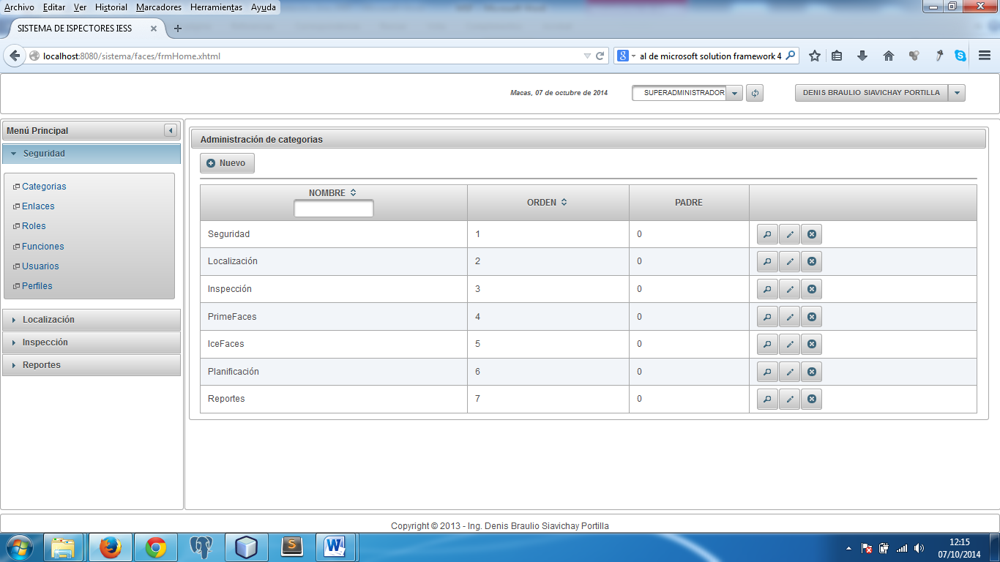 Archivo Editar Ver Historial Marcadores Herramientas Ayuda
SISTEMA DE ISPECTORES IESS
localhost:8080/sistema/faces/frmHome.xhtml
al de microsoft solution framework 4
Macas, 07 de octubre de 2014
SUPERADMINISTRADOR
DENIS BRAULIO SIAVICHAY PORTILLA
Menú Principal
Seguridad
Categorias
Enlaces
Roles
Funciones
Usuarios
Perfiles
Localización
Inspección
Reportes
Administración de categorias
Nuevo
NOMBRE ORDEN PADRE
Seguridad 1 0
Localización 2 0
Inspección 3 0
PrimeFaces 4 0
IceFaces 5 0
Planificación 6 0
Reportes 7 0
Copyright © 2013 - Ing. Denis Braulio Siavichay Portilla
12:15
07/10/2014